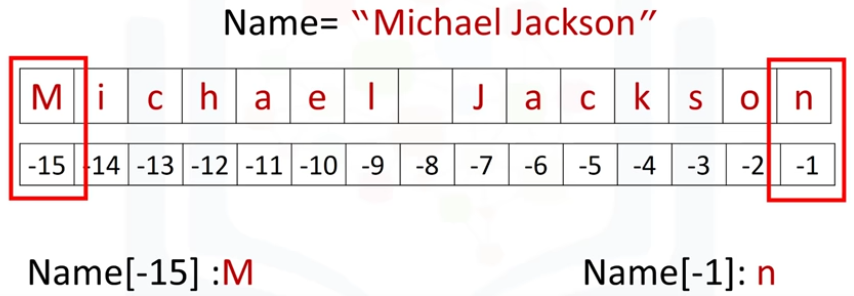 Name= “Michael Jackson”
M i c h a e l J a c k s o n
-15 -14 -13 -12 -11 -10 -9 -8 -7 -6 -5 -4 -3 -2 -1
Name[-15] :M Name[-1]: n